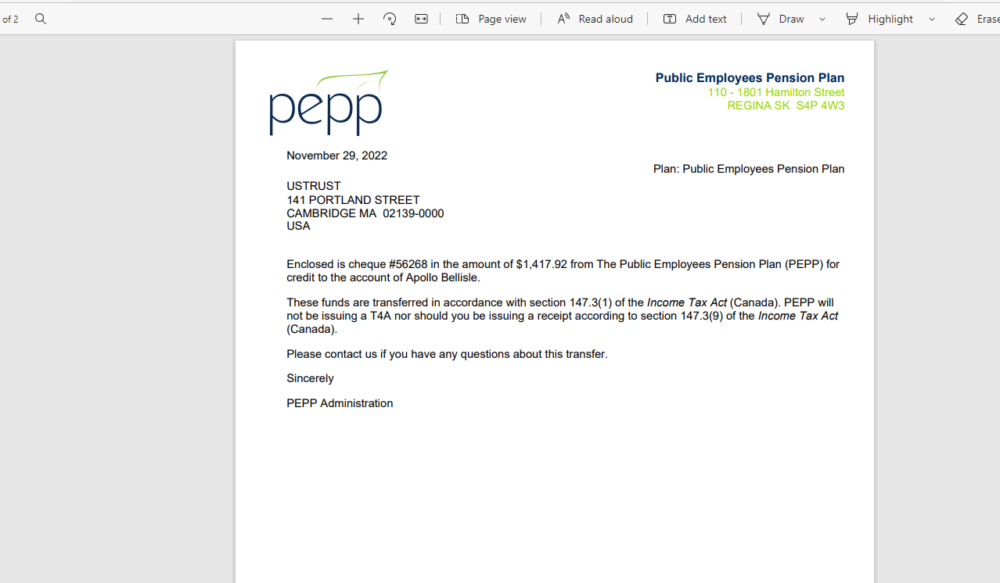 of 2
Page view
Read aloud
Add text
Draw
Highlight
Erase
pepp
Public Employees Pension Plan
110 - 1801 Hamilton Street
REGINA SK  S4P 4W3
November 29, 2022
Plan: Public Employees Pension Plan
USTRUST
141 PORTLAND STREET
CAMBRIDGE MA  02139-0000
USA
Enclosed is cheque #56268 in the amount of $1,417.92 from The Public Employees Pension Plan (PEPP) for
credit to the account of Apollo Bellisle.
These funds are transferred in accordance with section 147.3(1) of the Income Tax Act (Canada). PEPP will
not be issuing a T4A nor should you be issuing a receipt according to section 147.3(9) of the Income Tax Act
(Canada).
Please contact us if you have any questions about this transfer.
Sincerely
PEPP Administration